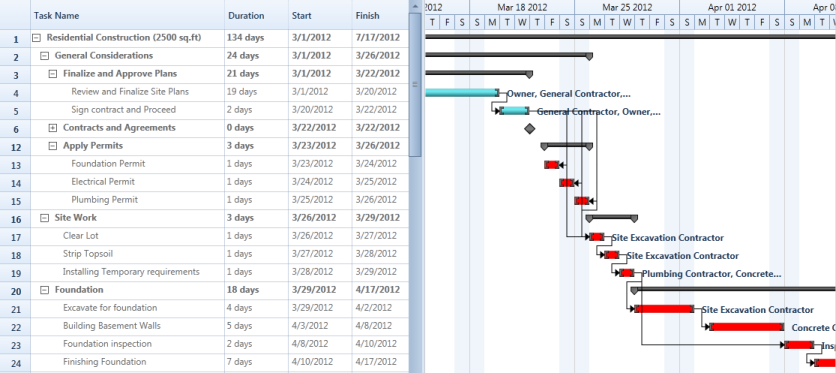 Task Name Duration Start Finish 2012 Mar 18 2012 Mar 25 2012 Apr 01 2012
T F S S M T W T F S S M T W T F S S M T W T F S S M T
1 Residential Construction (2500 sq.ft) 134 days 3/1/2012 7/17/2012
2 General Considerations 24 days 3/1/2012 3/26/2012
3 Finalize and Approve Plans 21 days 3/1/2012 3/22/2012
4 Review and Finalize Site Plans 19 days 3/1/2012 3/20/2012 Owner, General Contractor,...
5 Sign contract and Proceed 2 days 3/20/2012 3/22/2012 General Contractor, Owner,...
6 Contracts and Agreements 0 days 3/22/2012 3/22/2012
12 Apply Permits 3 days 3/23/2012 3/26/2012
13 Foundation Permit 1 days 3/23/2012 3/24/2012
14 Electrical Permit 1 days 3/24/2012 3/25/2012
15 Plumbing Permit 1 days 3/25/2012 3/26/2012
16 Site Work 3 days 3/26/2012 3/29/2012
17 Clear Lot 1 days 3/26/2012 3/27/2012 Site Excavation Contractor
18 Strip Topsoil 1 days 3/27/2012 3/28/2012 Site Excavation Contractor
19 Installing Temporary requirements 1 days 3/28/2012 3/29/2012 Plumbing Contractor, Concrete...
20 Foundation 18 days 3/29/2012 4/17/2012
21 Excavate for foundation 4 days 3/29/2012 4/2/2012 Site Excavation Contractor
22 Building Basement Walls 5 days 4/3/2012 4/8/2012 Concrete
23 Foundation inspection 2 days 4/8/2012 4/10/2012
24 Finishing Foundation 7 days 4/10/2012 4/17/2012